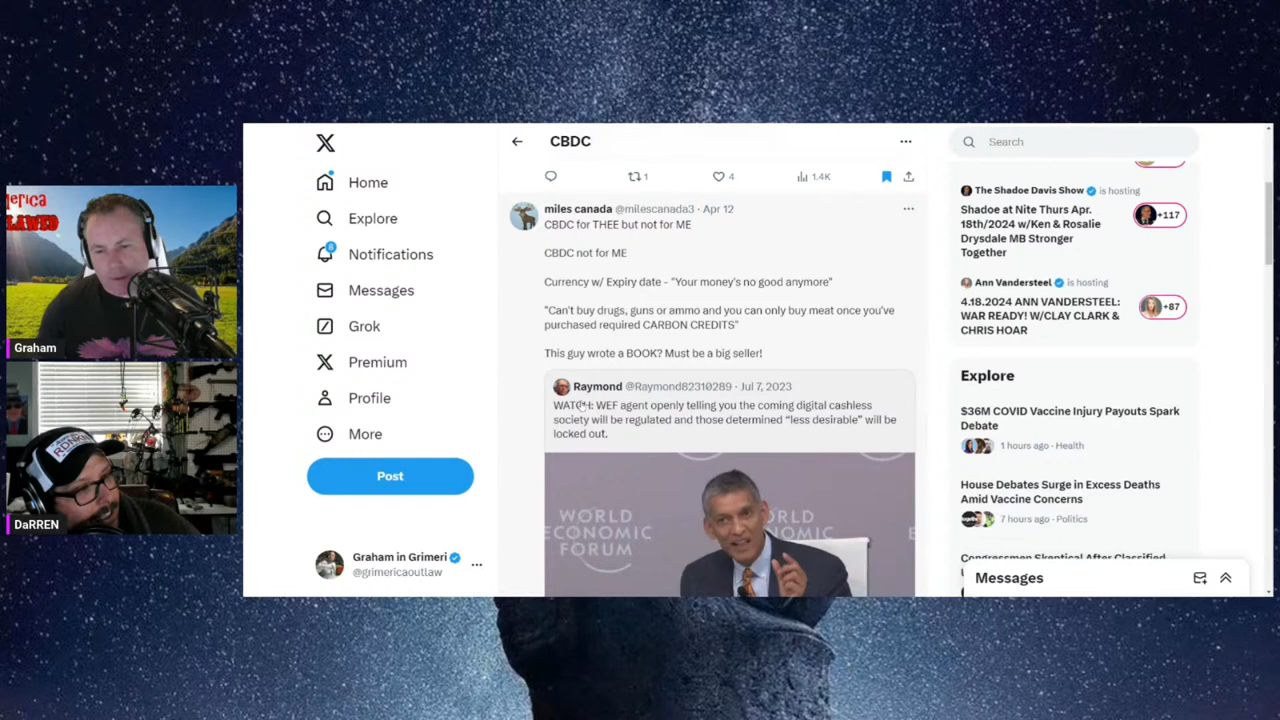 erica
Graham
RDNK
DaRREN
Home
Explore
Notifications
8
Messages
Grok
Premium
Profile
More
Post
Graham in Grimeri
@grimericaoutlaw
CBDC
1
4
1.4K
miles canada @milescanada3 · Apr 12
CBDC for THEE but not for ME
CBDC not for ME
Currency w/ Expiry date - "Your money's no good anymore"
"Can't buy drugs, guns or ammo and you can only buy meat once you've
purchased required CARBON CREDITS"
This guy wrote a BOOK? Must be a big seller!
Raymond @Raymond82310289 · Jul 7, 2023
WATCH: WEF agent openly telling you the coming digital cashless
society will be regulated and those determined “less desirable” will be
locked out.
WORLD
ECONOMIC
FORUM
ORLD
NOMIC
Search
The Shadoe Davis Show is hosting
Shadoe at Nite Thurs Apr.
18th/2024 w/Ken & Rosalie
Drysdale MB Stronger
Together
+117
Ann Vandersteel is hosting
4.18.2024 ANN VANDERSTEEL:
WAR READY! W/CLAY CLARK &
CHRIS HOAR
+87
Explore
$36M COVID Vaccine Injury Payouts Spark
Debate
1 hours ago · Health
House Debates Surge in Excess Deaths
Amid Vaccine Concerns
7 hours ago · Politics
Congressmen Skeptical After Classified
Messages